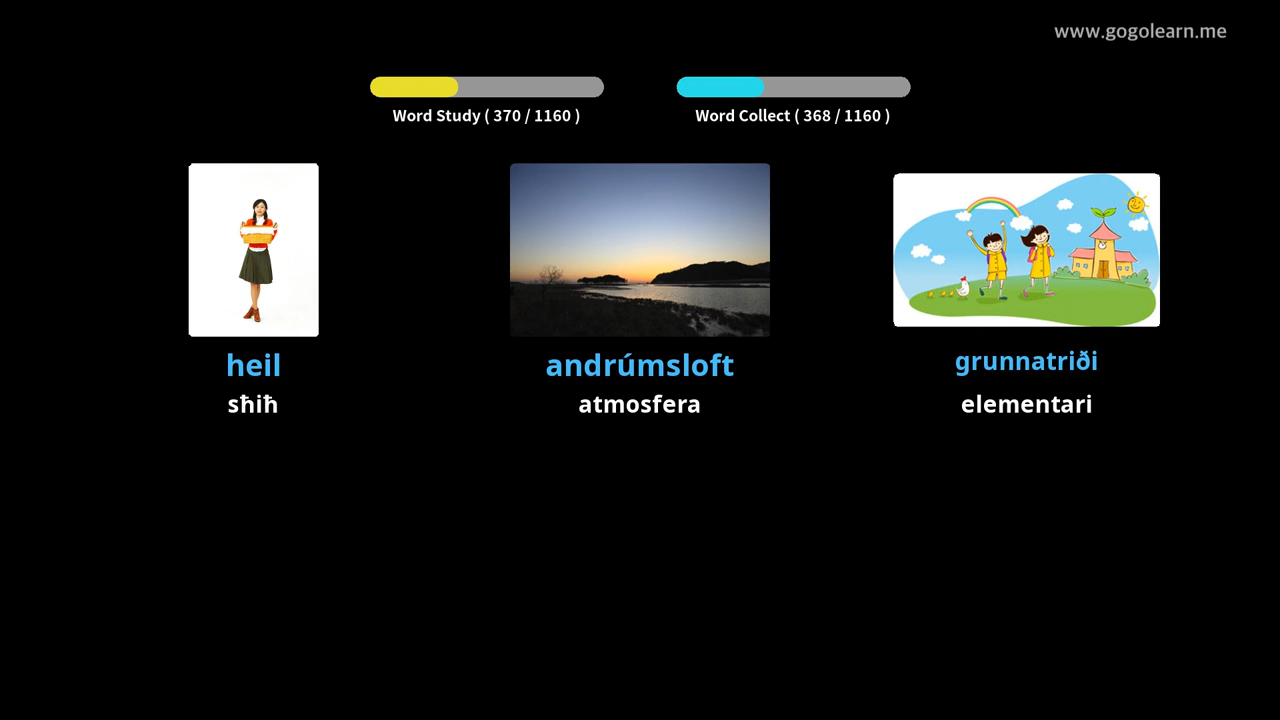 www.gogolearn.me
Word Study ( 370 / 1160 )
Word Collect ( 368 / 1160 )
heil
sħiħ
andrúmsloft
atmosfera
grunnatriði
elementari